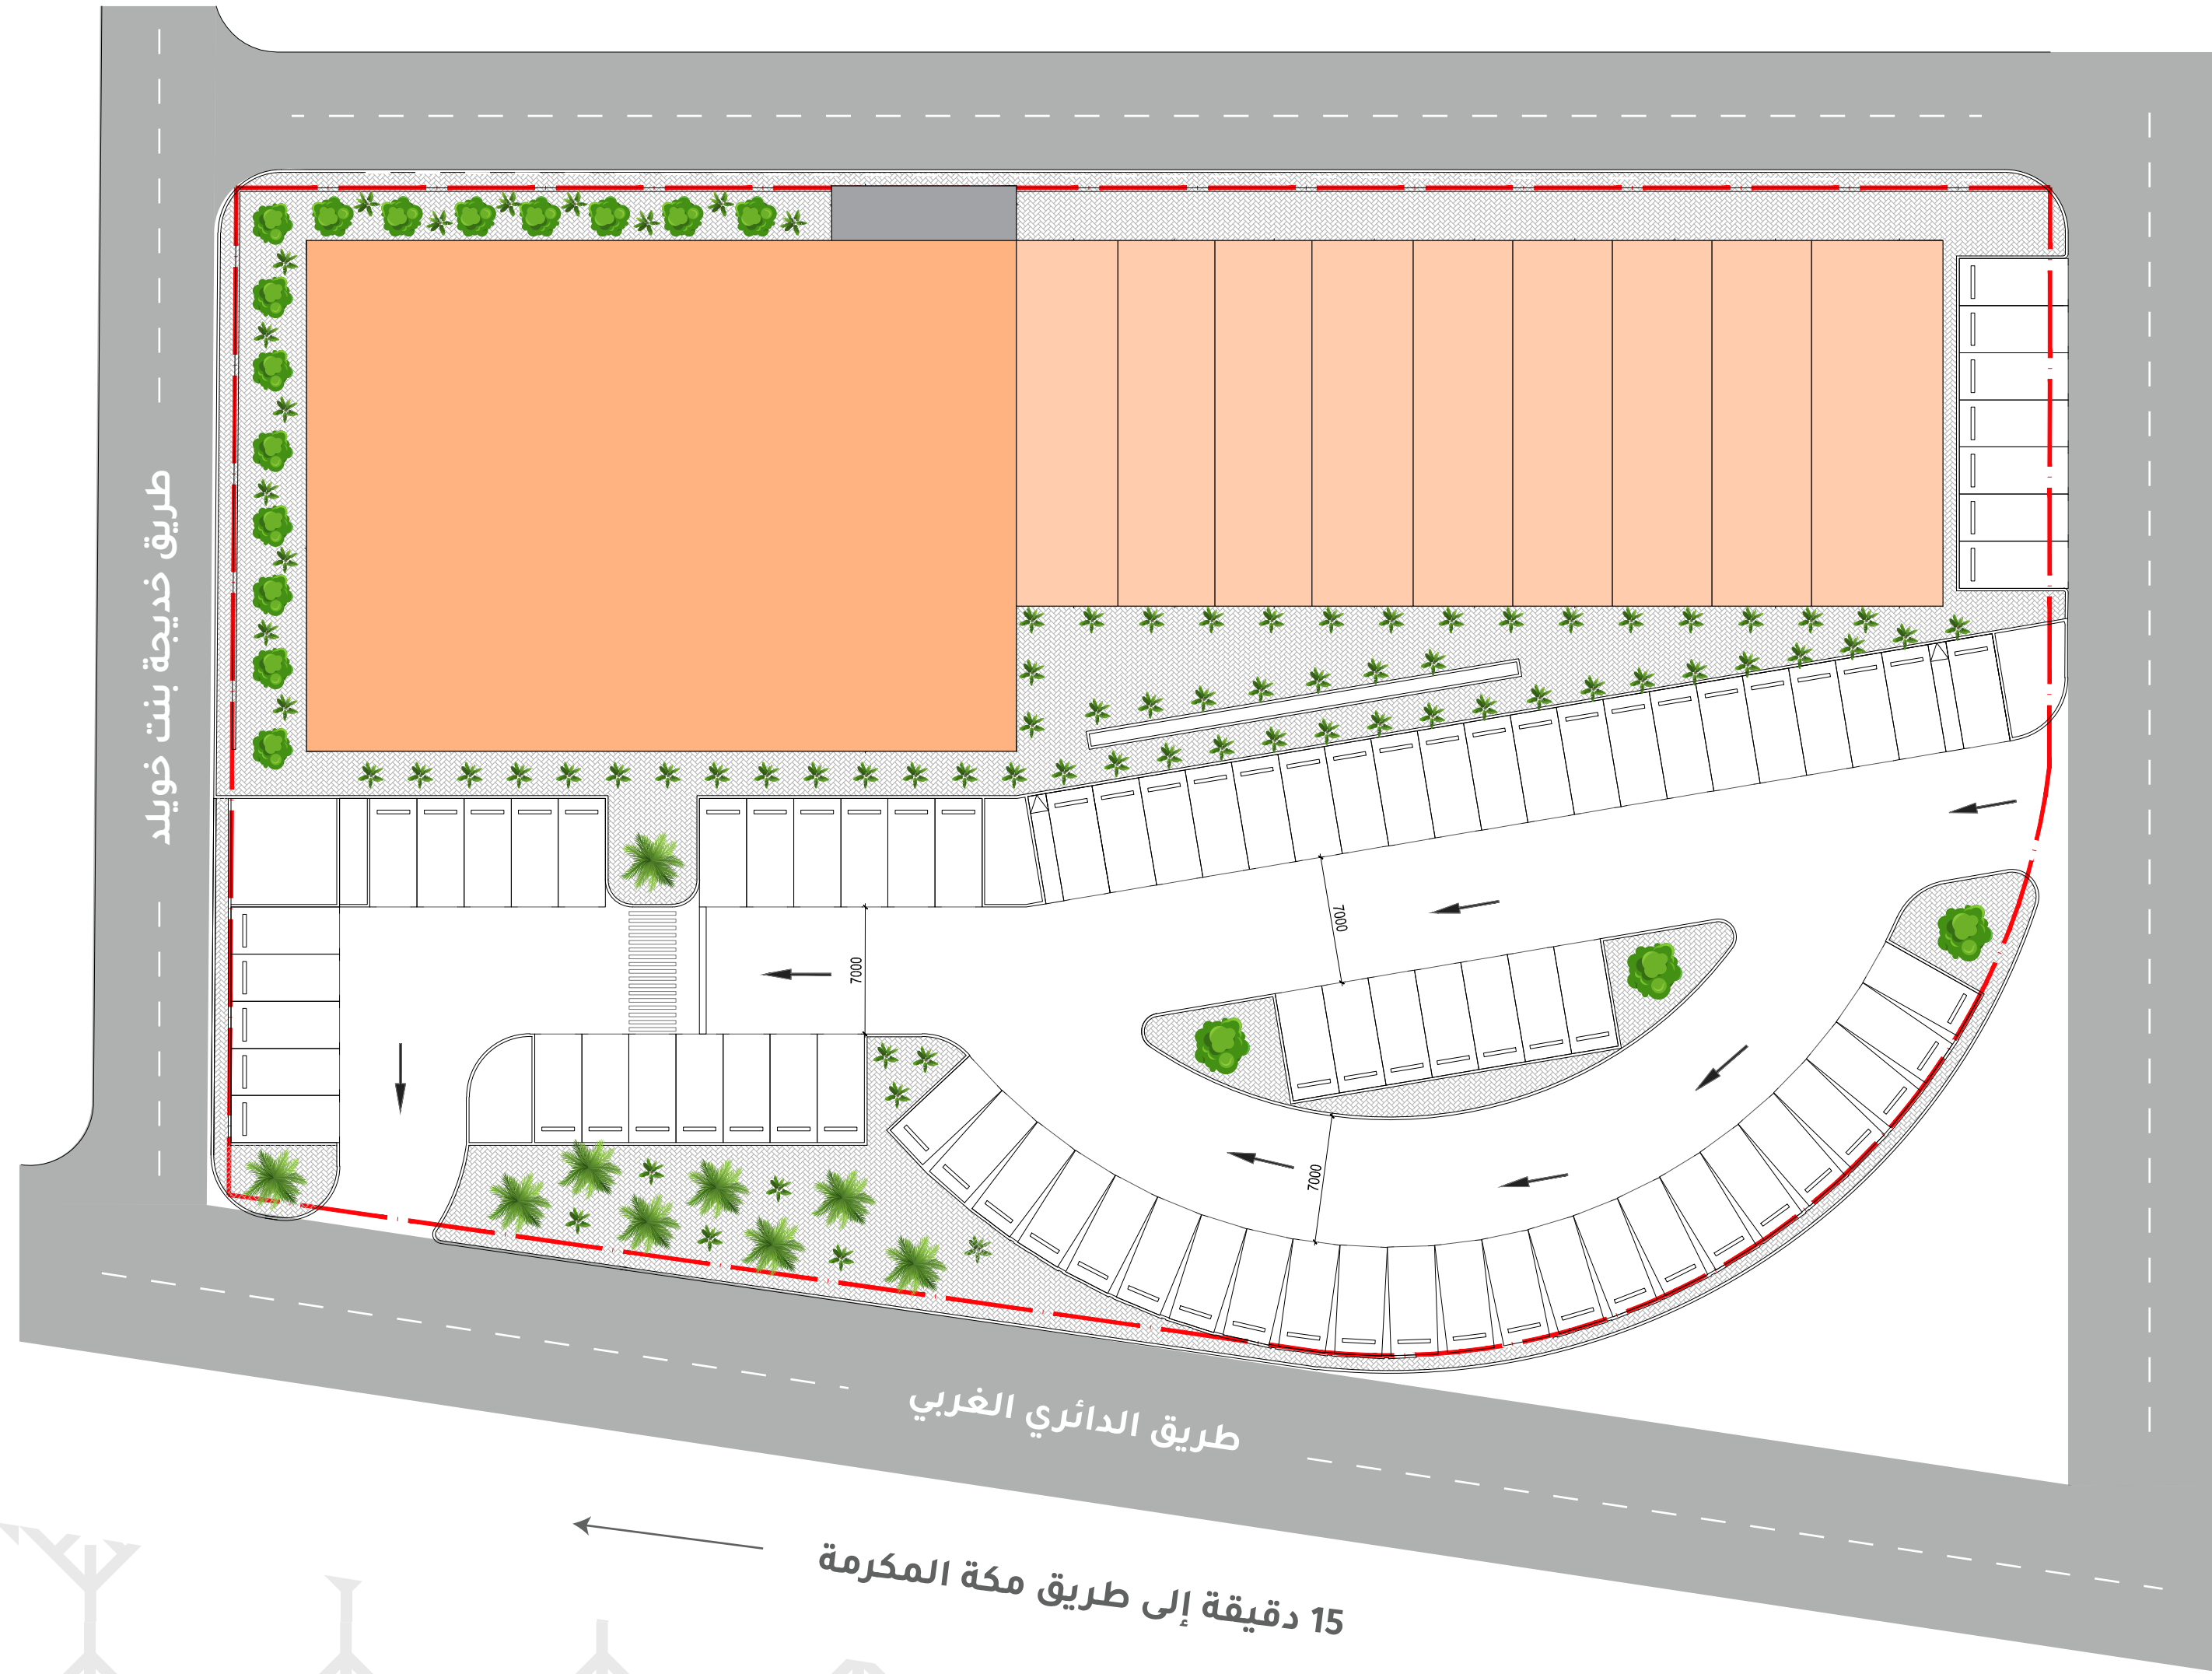 طريق خديجة بنت خويلد
7000
7000
7000
طريق الدائري الغربي
15 دقيقة إلى طريق مكة المكرمة